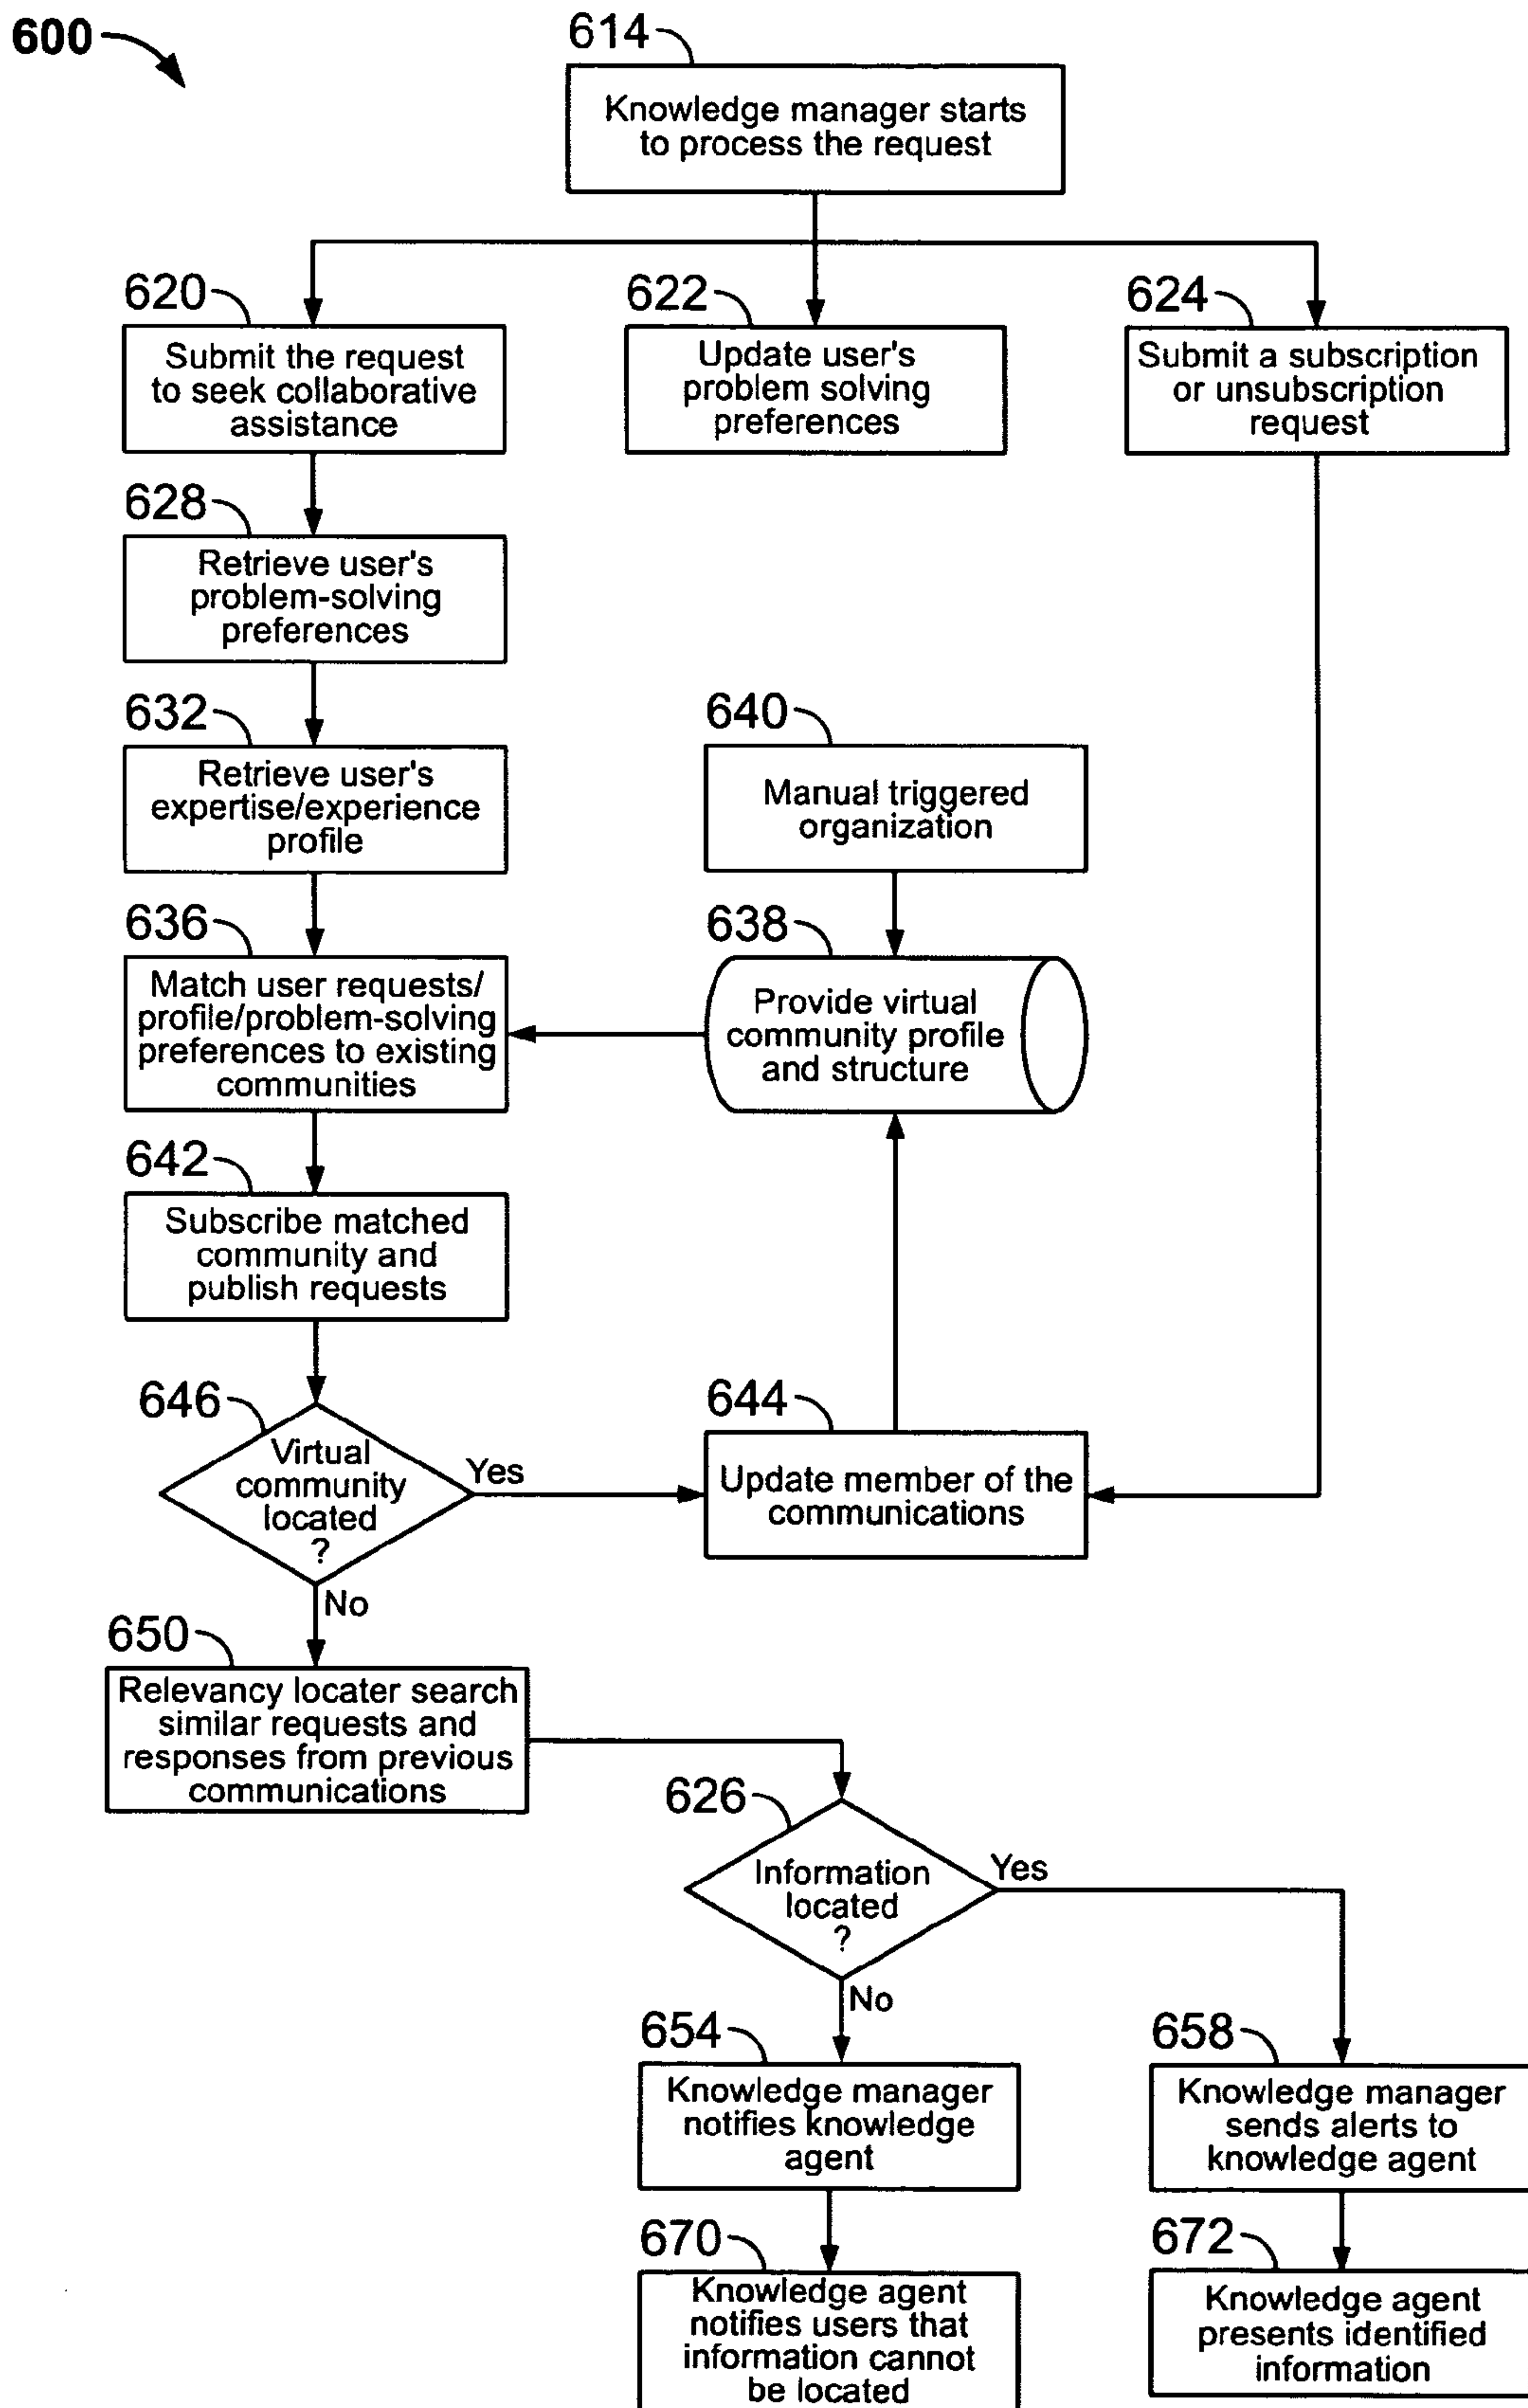 600
614
Knowledge manager starts
to process the request
620
Submit the request
to seek collaborative
assistance
622
Update user's
problem solving
preferences
624
Submit a subscription
or unsubscription
request
628
Retrieve user's
problem-solving
preferences
632
Retrieve user's
expertise/experience
profile
640
Manual triggered
organization
636
Match user requests/
profile/problem-solving
preferences to existing
communities
638
Provide virtual
community profile
and structure
642
Subscribe matched
community and
publish requests
646
Virtual
community
located
?
Yes
No
644
Update member of the
communications
650
Relevancy locater search
similar requests and
responses from previous
communications
626
Information
located
?
Yes
No
654
Knowledge manager
notifies knowledge
agent
658
Knowledge manager
sends alerts to
knowledge agent
670
Knowledge agent
notifies users that
information cannot
be located
672
Knowledge agent
presents identified
information